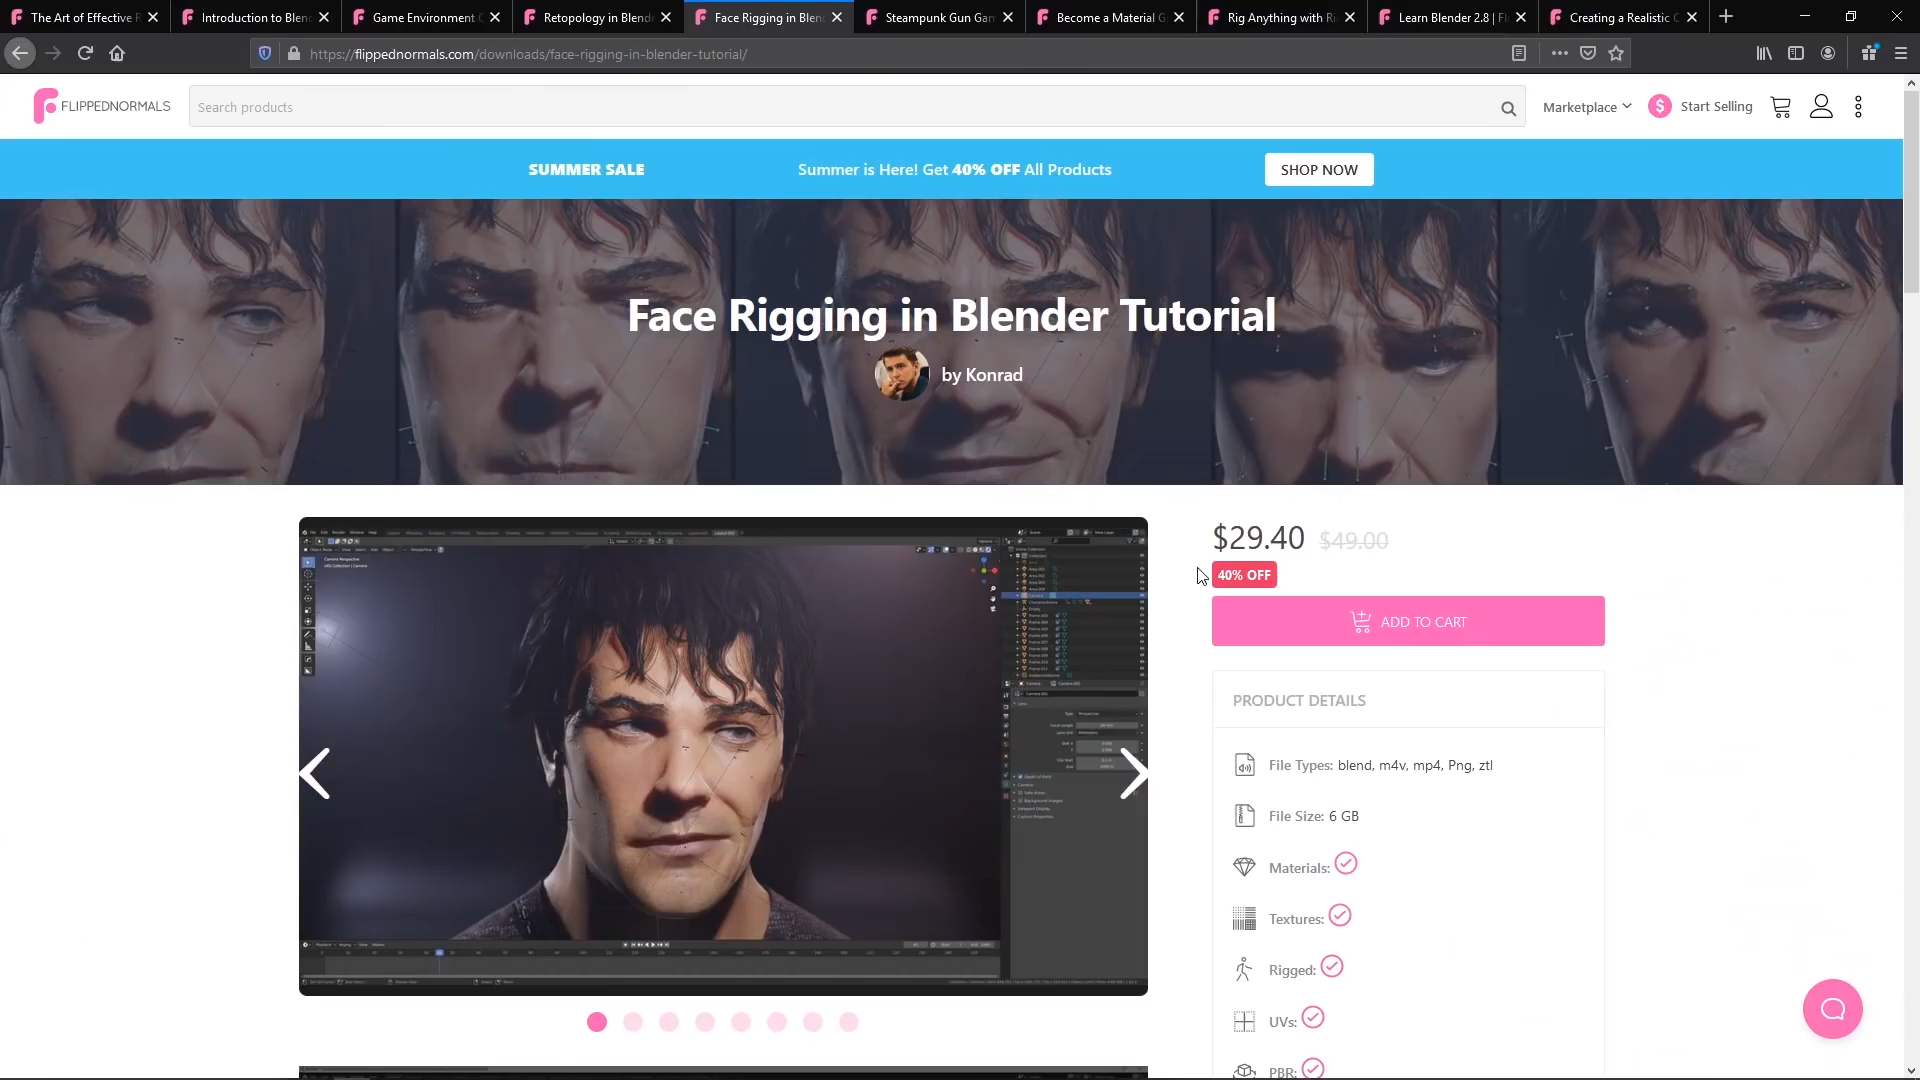 The Art of Effective R
Introduction to Blen
Game Environment C
Retopology in Blend
Face Rigging in Blen
Steampunk Gun Gam
Become a Material G
Rig Anything with Ri
Learn Blender 2.8 | Fl
Creating a Realistic C
https://flippednormals.com/downloads/face-rigging-in-blender-tutorial/
FLIPPEDNORMALS
Search products
Marketplace
Start Selling
SUMMER SALE
Summer is Here! Get 40% OFF All Products
SHOP NOW
Face Rigging in Blender Tutorial
by Konrad
$29.40 $49.00
40% OFF
ADD TO CART
PRODUCT DETAILS
File Types: blend, m4v, mp4, Png, ztl
File Size: 6 GB
Materials:
Textures:
Rigged:
UVs:
PBR: